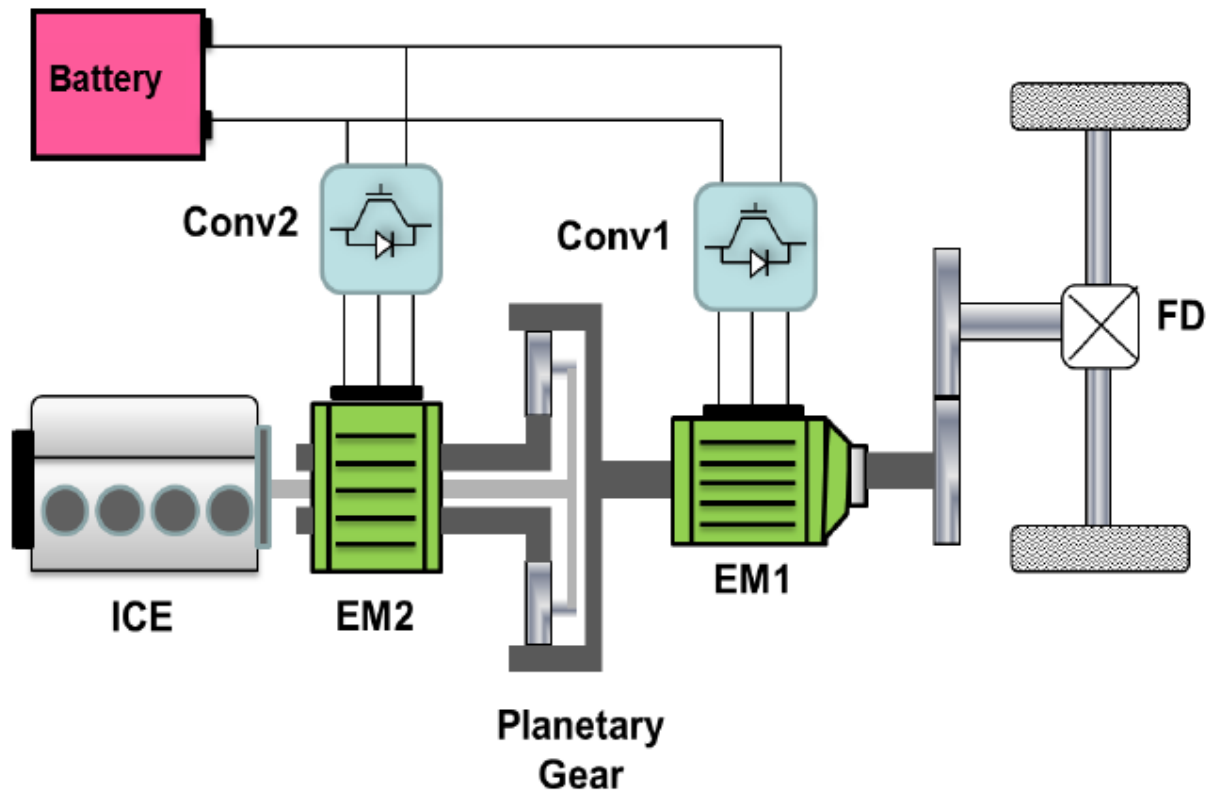 Battery
Conv2
Conv1
FD
ICE
EM2
EM1
Planetary
Gear